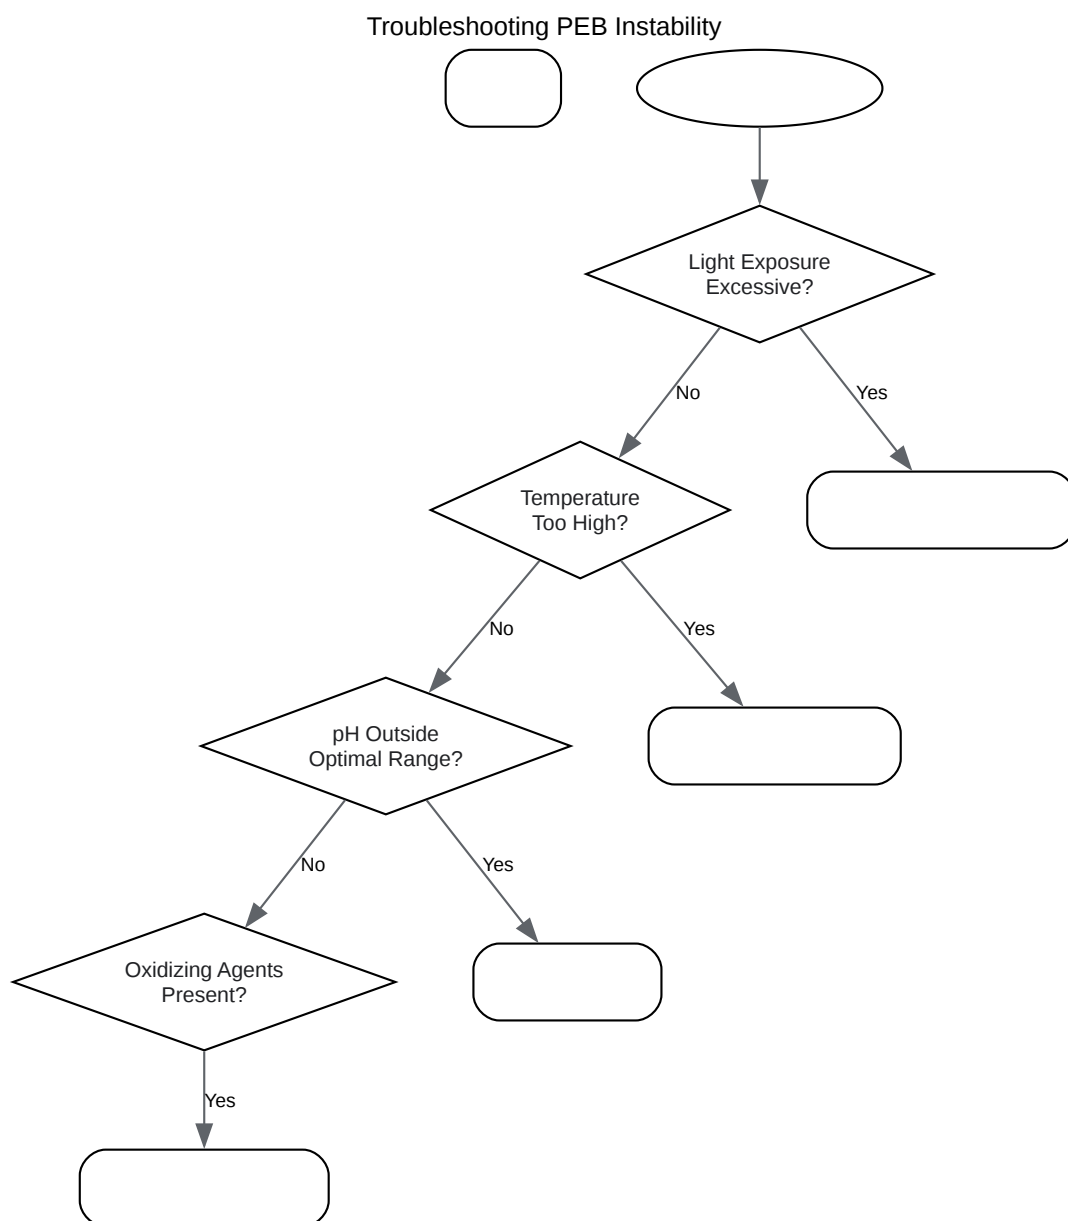 Troubleshooting PEB Instability
Light Exposure
Excessive?
No
Yes
Temperature
Too High?
No
Yes
pH Outside
Optimal Range?
No
Yes
Oxidizing Agents
Present?
Yes